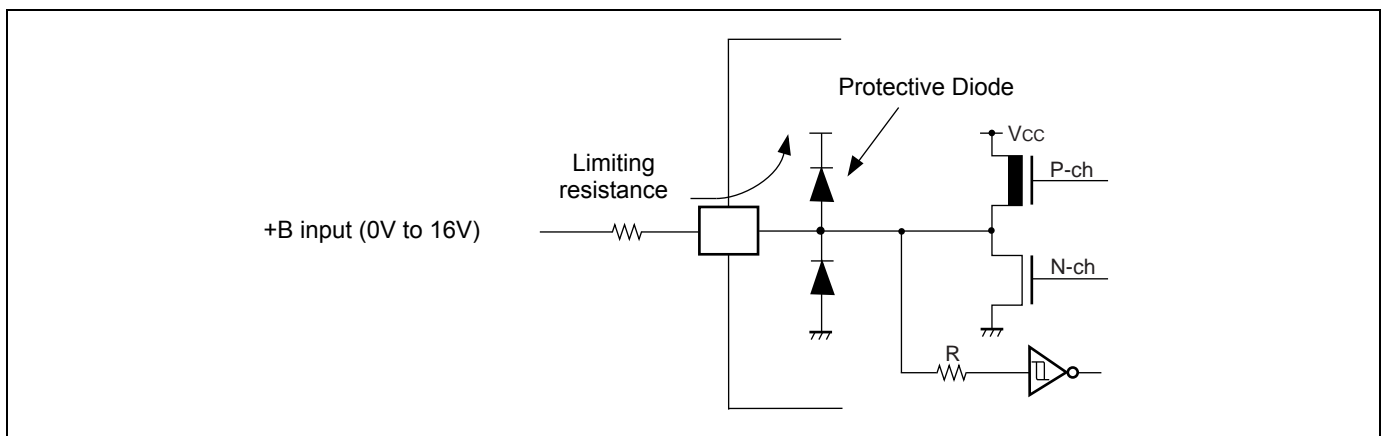 Protective Diode
VCC
Limiting
resistance
P-ch
+B input (0V to 16V)
N-ch
R